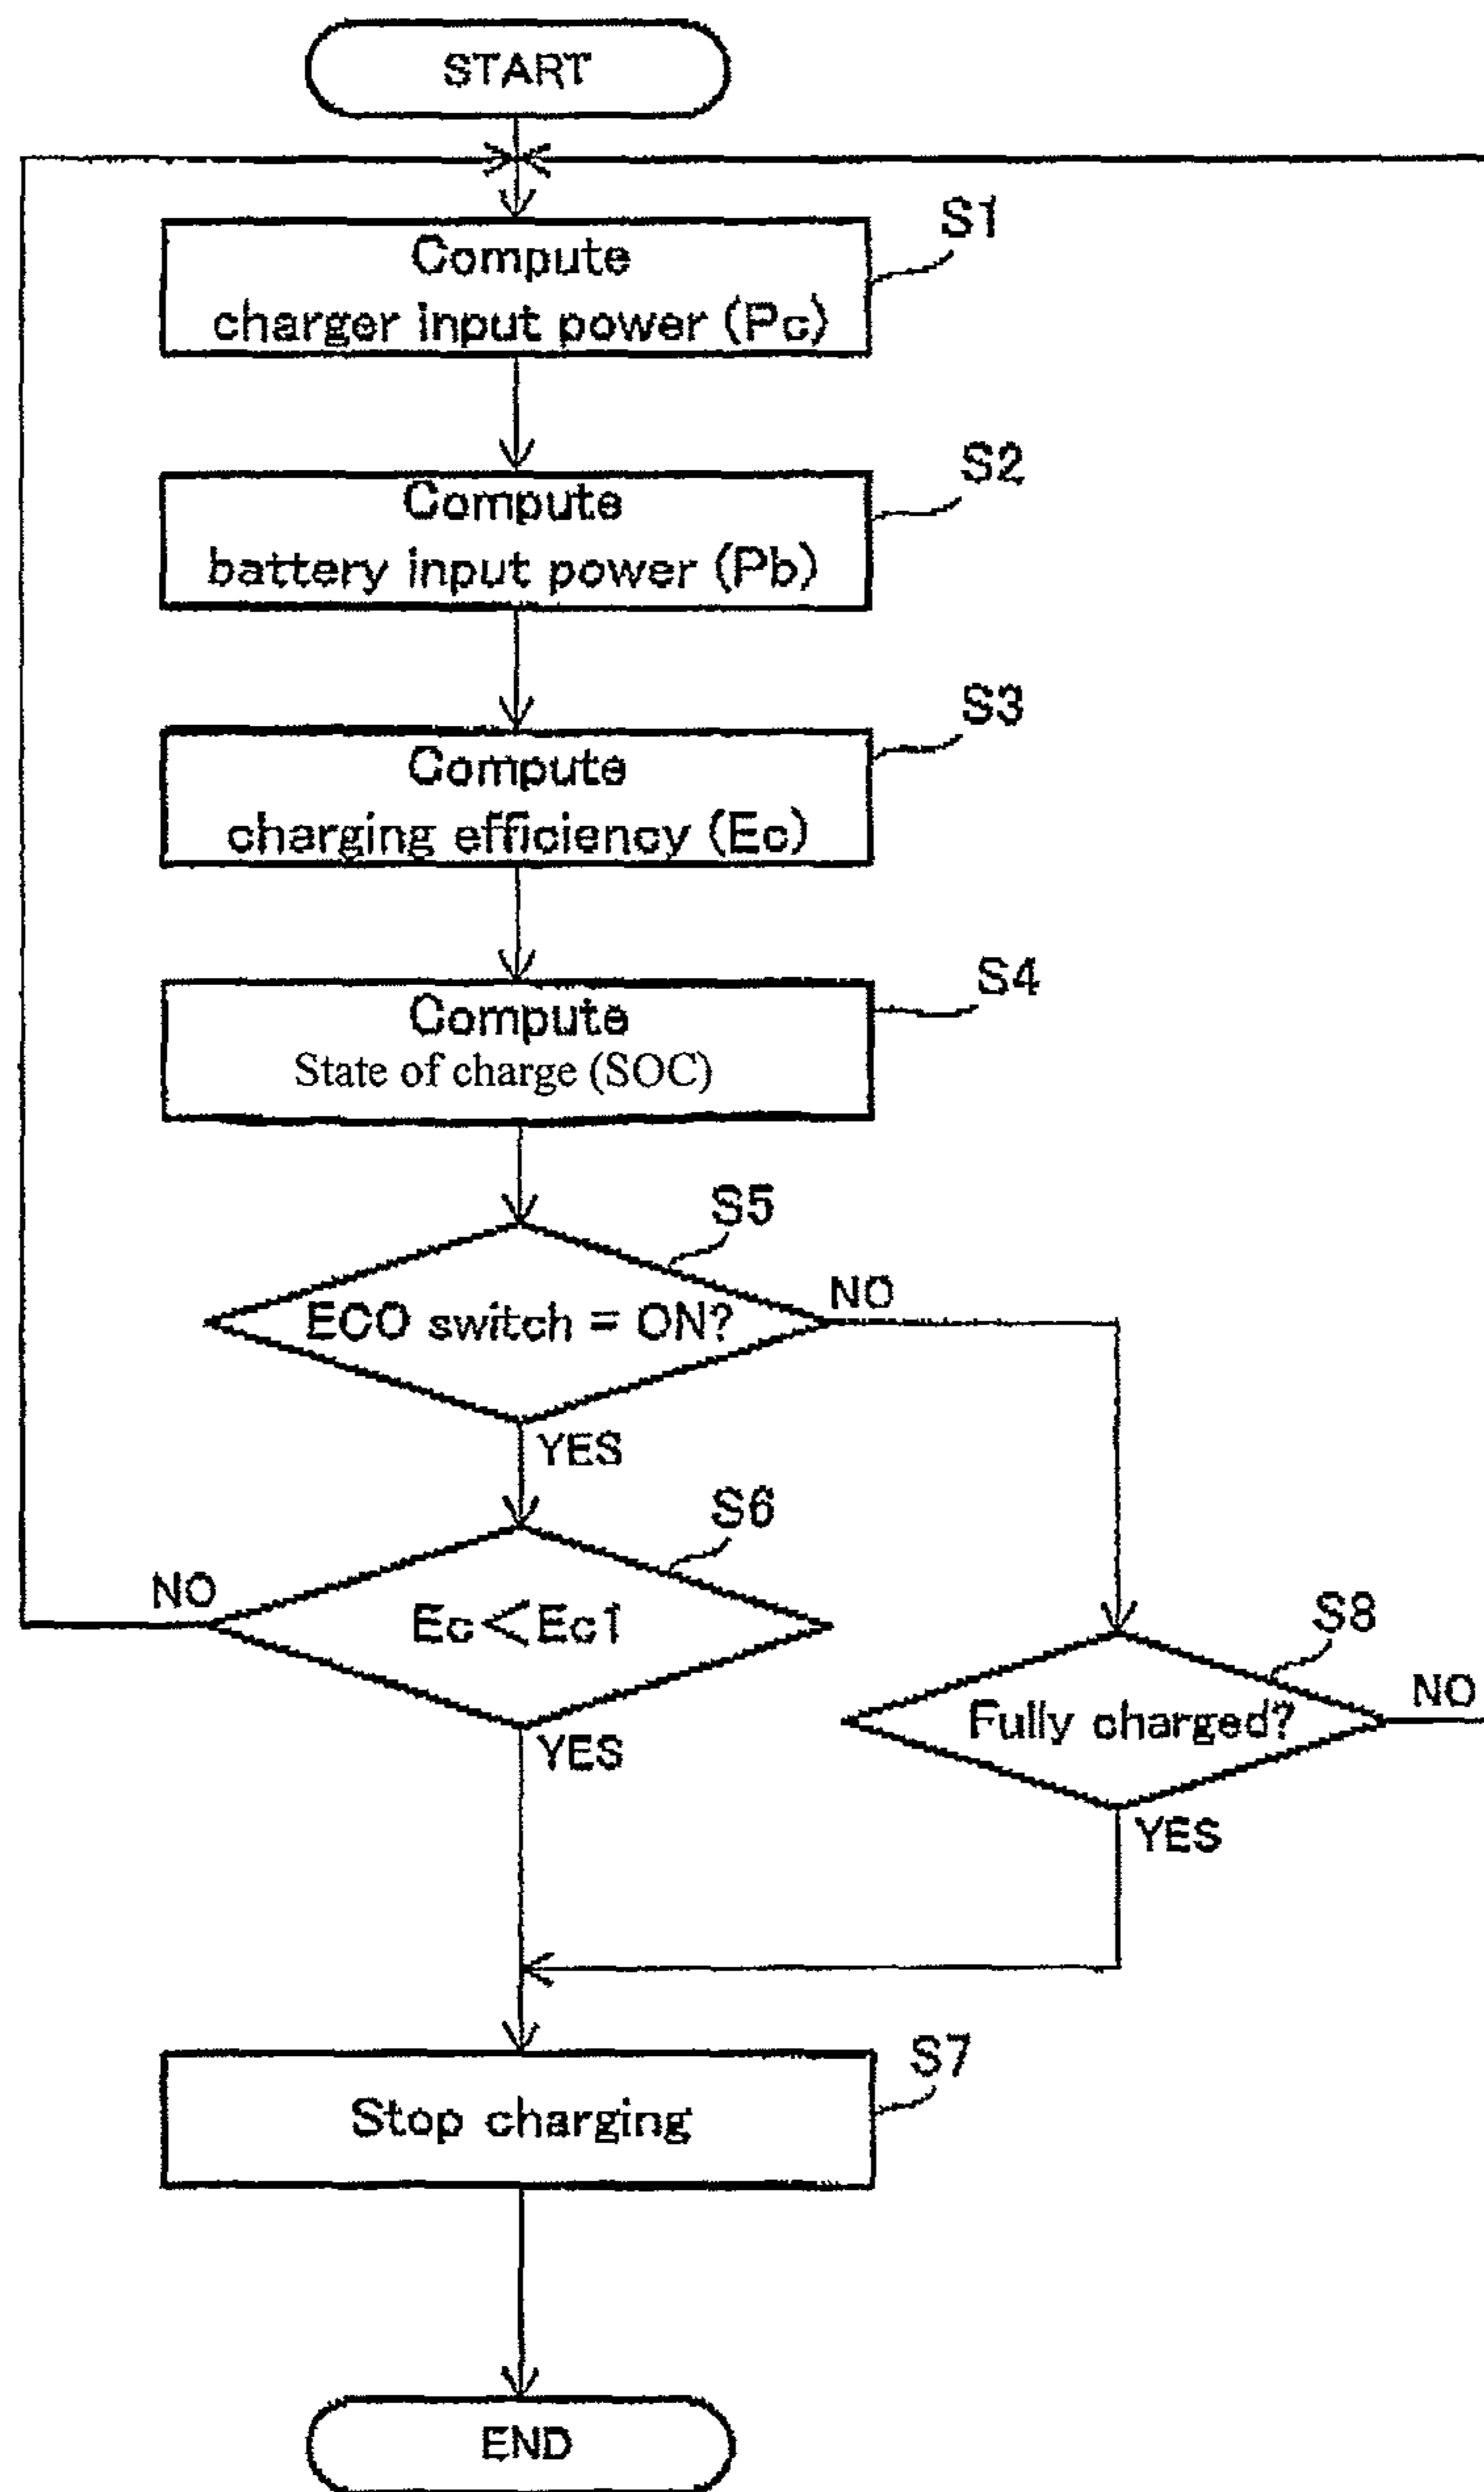 START
S1
Compute
charger input power (Pc)
S2
Compute
battery input power (Pb)
S3
Compute
charging efficiency (Ec)
S4
Compute
State of charge (SOC)
S5
ECO switch = ON?
NO
YES
S6
NO
Ec<Ec1
YES
S8
Fully charged?
NO
YES
S7
Stop charging
END